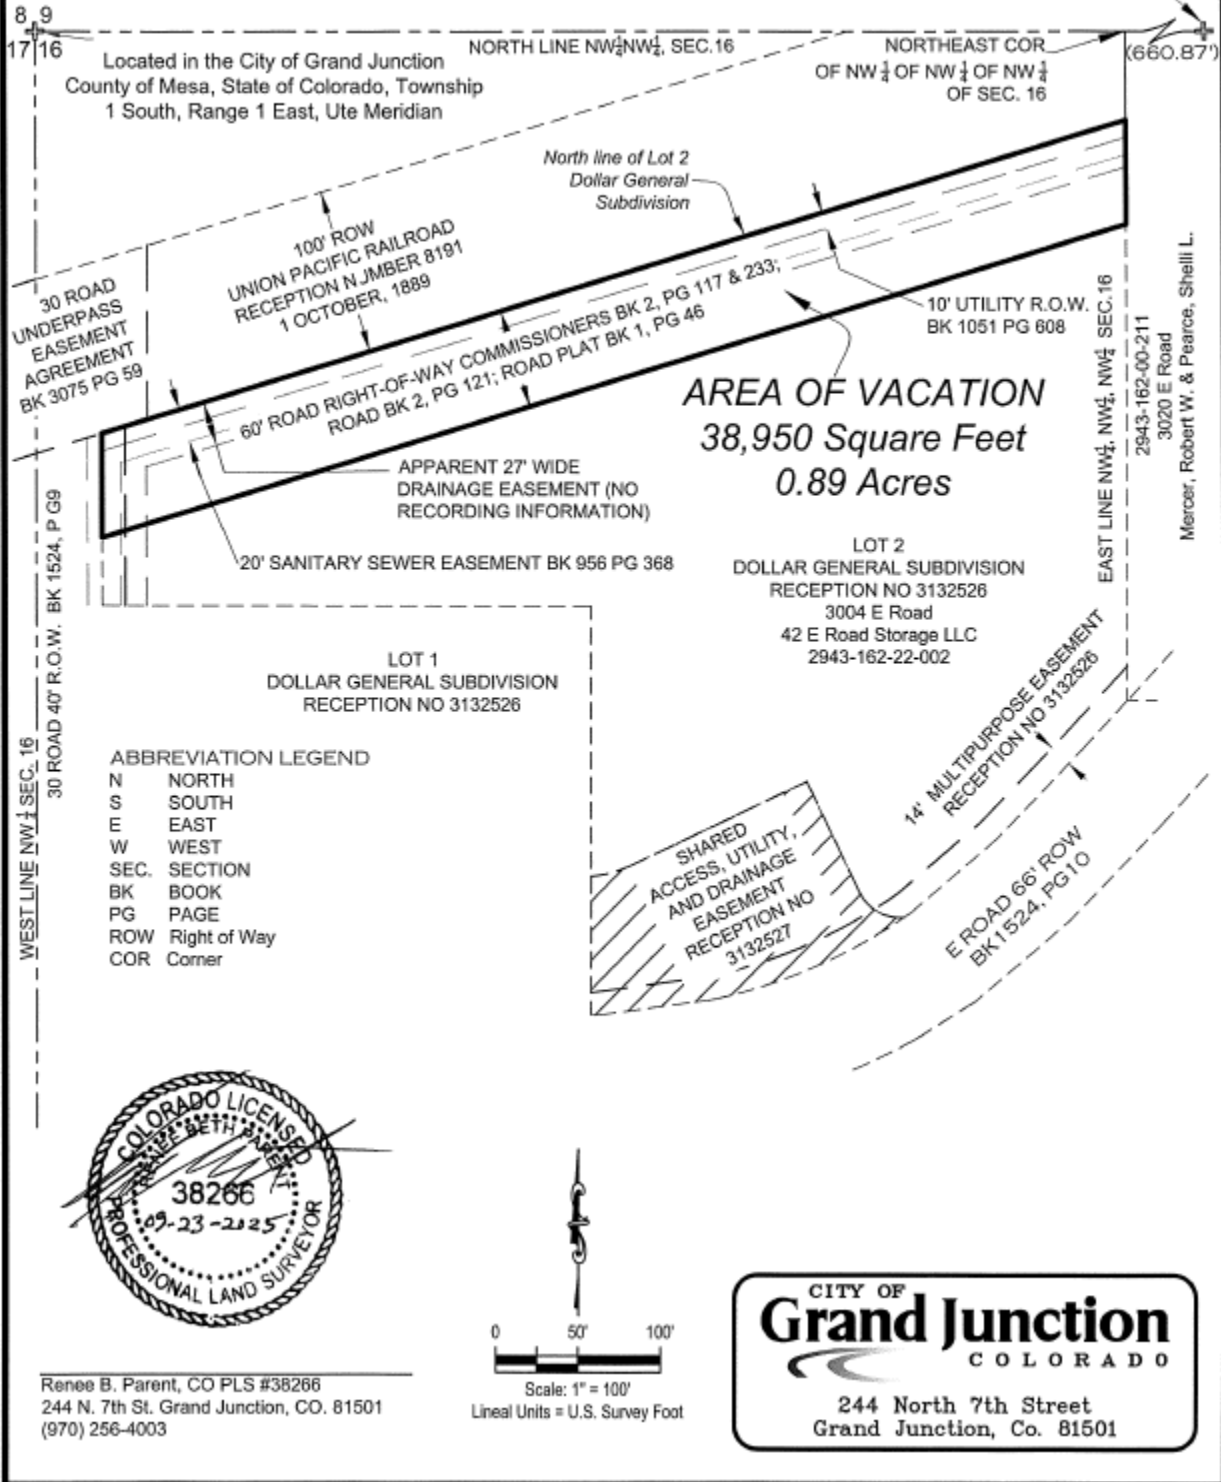 8 9
17 16
Located in the City of Grand Junction
County of Mesa, State of Colorado, Township
1 South, Range 1 East, Ute Meridian
NORTH LINE NW¼NW¼, SEC.16
NORTHEAST COR
OF NW ¼ OF NW ¼ OF NW ¼
OF SEC. 16
(660.87')
North line of Lot 2
Dollar General
Subdivision
100' ROW
UNION PACIFIC RAILROAD
RECEPTION NUMBER 8191
1 OCTOBER, 1889
30 ROAD
UNDERPASS
EASEMENT
AGREEMENT
BK 3075 PG 59
60' ROAD RIGHT-OF-WAY COMMISSIONERS BK 2, PG 117 & 233;
ROAD BK 2, PG 121; ROAD PLAT BK 1, PG 46
10' UTILITY R.O.W.
BK 1051 PG 608
AREA OF VACATION
38,950 Square Feet
0.89 Acres
APPARENT 27' WIDE
DRAINAGE EASEMENT (NO
RECORDING INFORMATION)
20' SANITARY SEWER EASEMENT BK 956 PG 368
EAST LINE NW¼, NW¼, NW¼ SEC.16
2943-162-00-211
3020 E Road
Mercer, Robert W. & Pearce, Shelli L.
LOT 2
DOLLAR GENERAL SUBDIVISION
RECEPTION NO 3132526
3004 E Road
42 E Road Storage LLC
2943-162-22-002
LOT 1
DOLLAR GENERAL SUBDIVISION
RECEPTION NO 3132526
WEST LINE NW ¼ SEC. 16
30 ROAD 40' R.O.W. BK 1524, P G9
14' MULTIPURPOSE EASEMENT
RECEPTION NO 3132526
ABBREVIATION LEGEND
N NORTH
S SOUTH
E EAST
W WEST
SEC. SECTION
BK BOOK
PG PAGE
ROW Right of Way
COR Corner
SHARED
ACCESS, UTILITY,
AND DRAINAGE
EASEMENT
RECEPTION NO
3132527
E ROAD 66' ROW
BK1524, PG10
COLORADO LICENSED
RENEE BETH PARENT
38266
09-23-2025
PROFESSIONAL LAND SURVEYOR
0 50' 100'
Scale: 1" = 100'
Lineal Units = U.S. Survey Foot
Renee B. Parent, CO PLS #38266
244 N. 7th St. Grand Junction, CO. 81501
(970) 256-4003
CITY OF
Grand Junction
COLORADO
244 North 7th Street
Grand Junction, Co. 81501